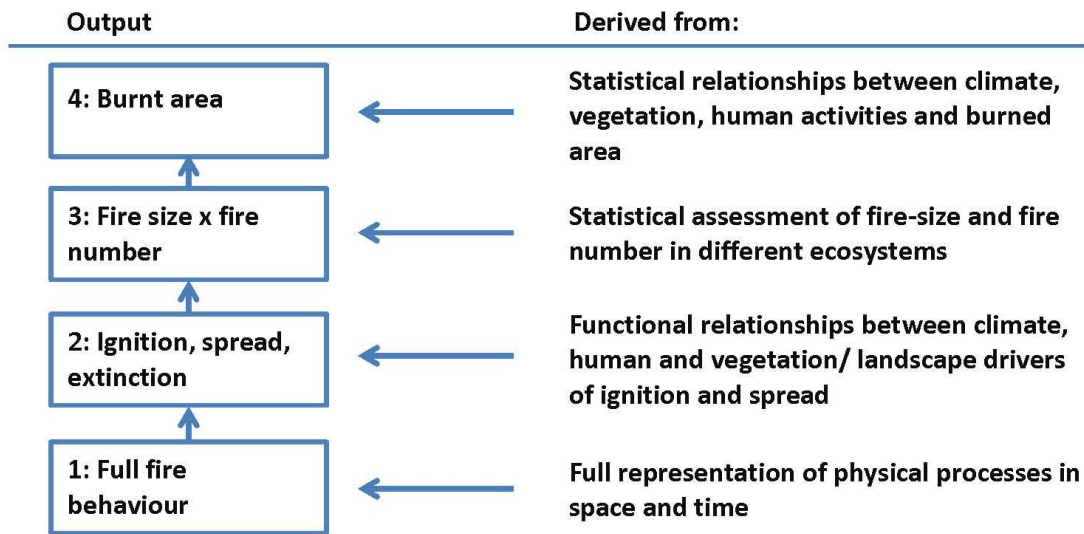 Output
Derived from:
4: Burnt area
Statistical relationships between climate,
vegetation, human activities and burned
area
3: Fire size x fire
number
Statistical assessment of fire-size and fire
number in different ecosystems
2: Ignition, spread,
extinction
Functional relationships between climate,
human and vegetation/ landscape drivers
of ignition and spread
1: Full fire
behaviour
Full representation of physical processes in
space and time